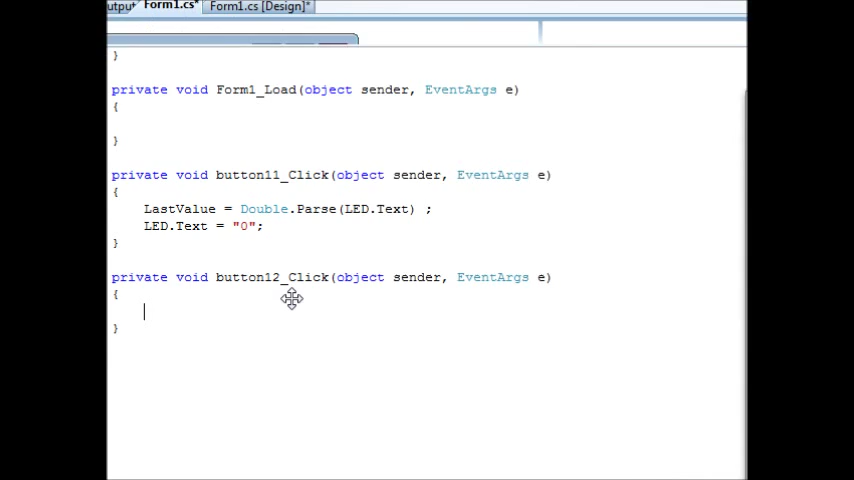 utput* Form1.cs* Form1.cs [Design]*
}
private void Form1_Load(object sender, EventArgs e)
{
}
private void button11_Click(object sender, EventArgs e)
{
LastValue = Double.Parse(LED.Text) ;
LED.Text = "0";
}
private void button12_Click(object sender, EventArgs e)
{
}